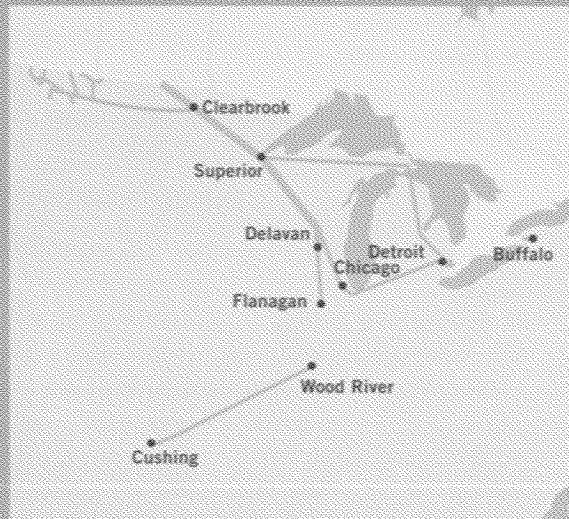 Clearbrook
Superior
Delavan
Detroit
Buffalo
Chicago
Flanagan
Wood River
Cushing